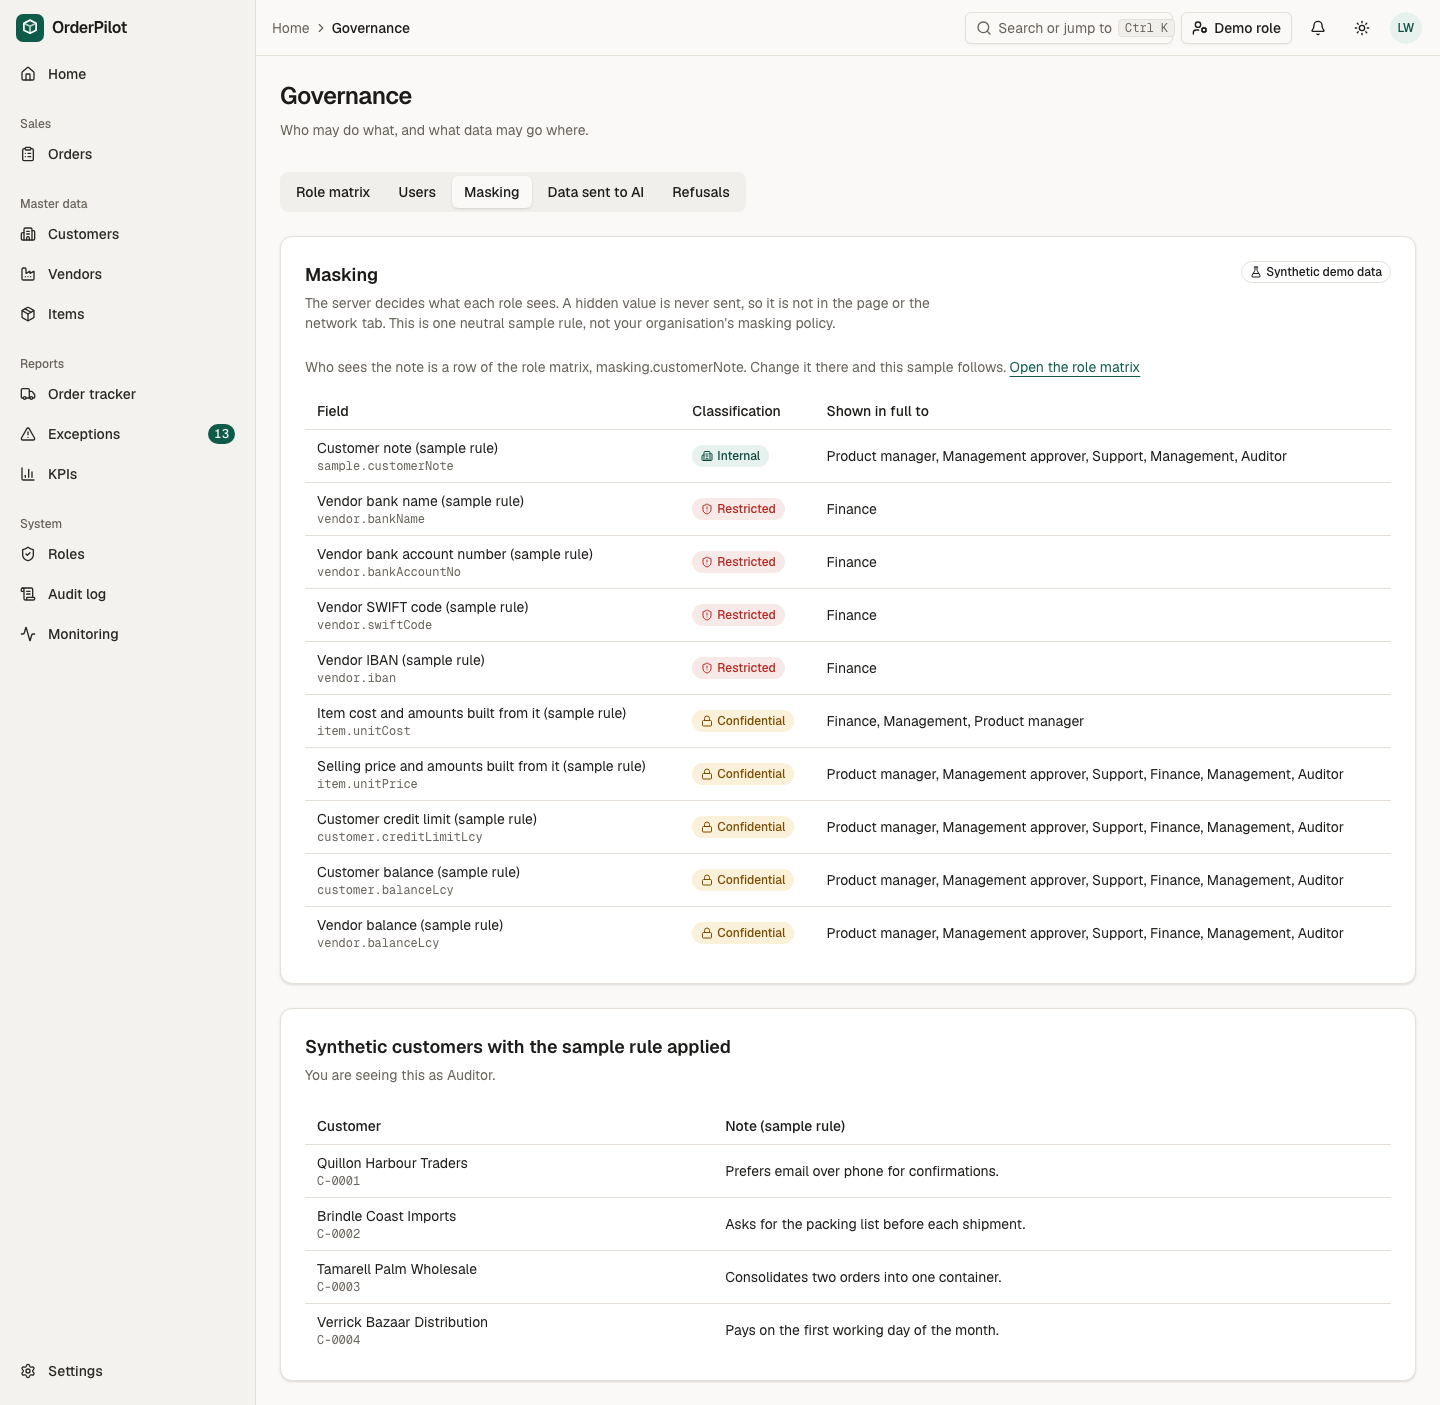 OrderPilot
Home
Sales
Orders
Master data
Customers
Vendors
Items
Reports
Order tracker
Exceptions 13
KPIs
System
Roles
Audit log
Monitoring
Settings
Home > Governance
Search or jump to Ctrl K
Demo role
LW
Governance
Who may do what, and what data may go where.
Role matrix Users Masking Data sent to AI Refusals
Masking
Synthetic demo data
The server decides what each role sees. A hidden value is never sent, so it is not in the page or the
network tab. This is one neutral sample rule, not your organisation's masking policy.
Who sees the note is a row of the role matrix, masking.customerNote. Change it there and this sample follows. Open the role matrix
Field Classification Shown in full to
Customer note (sample rule)
sample.customerNote
Internal
Product manager, Management approver, Support, Management, Auditor
Vendor bank name (sample rule)
vendor.bankName
Restricted
Finance
Vendor bank account number (sample rule)
vendor.bankAccountNo
Restricted
Finance
Vendor SWIFT code (sample rule)
vendor.swiftCode
Restricted
Finance
Vendor IBAN (sample rule)
vendor.iban
Restricted
Finance
Item cost and amounts built from it (sample rule)
item.unitCost
Confidential
Finance, Management, Product manager
Selling price and amounts built from it (sample rule)
item.unitPrice
Confidential
Product manager, Management approver, Support, Finance, Management, Auditor
Customer credit limit (sample rule)
customer.creditLimitLcy
Confidential
Product manager, Management approver, Support, Finance, Management, Auditor
Customer balance (sample rule)
customer.balanceLcy
Confidential
Product manager, Management approver, Support, Finance, Management, Auditor
Vendor balance (sample rule)
vendor.balanceLcy
Confidential
Product manager, Management approver, Support, Finance, Management, Auditor
Synthetic customers with the sample rule applied
You are seeing this as Auditor.
Customer Note (sample rule)
Quillon Harbour Traders
C-0001
Prefers email over phone for confirmations.
Brindle Coast Imports
C-0002
Asks for the packing list before each shipment.
Tamarell Palm Wholesale
C-0003
Consolidates two orders into one container.
Verrick Bazaar Distribution
C-0004
Pays on the first working day of the month.